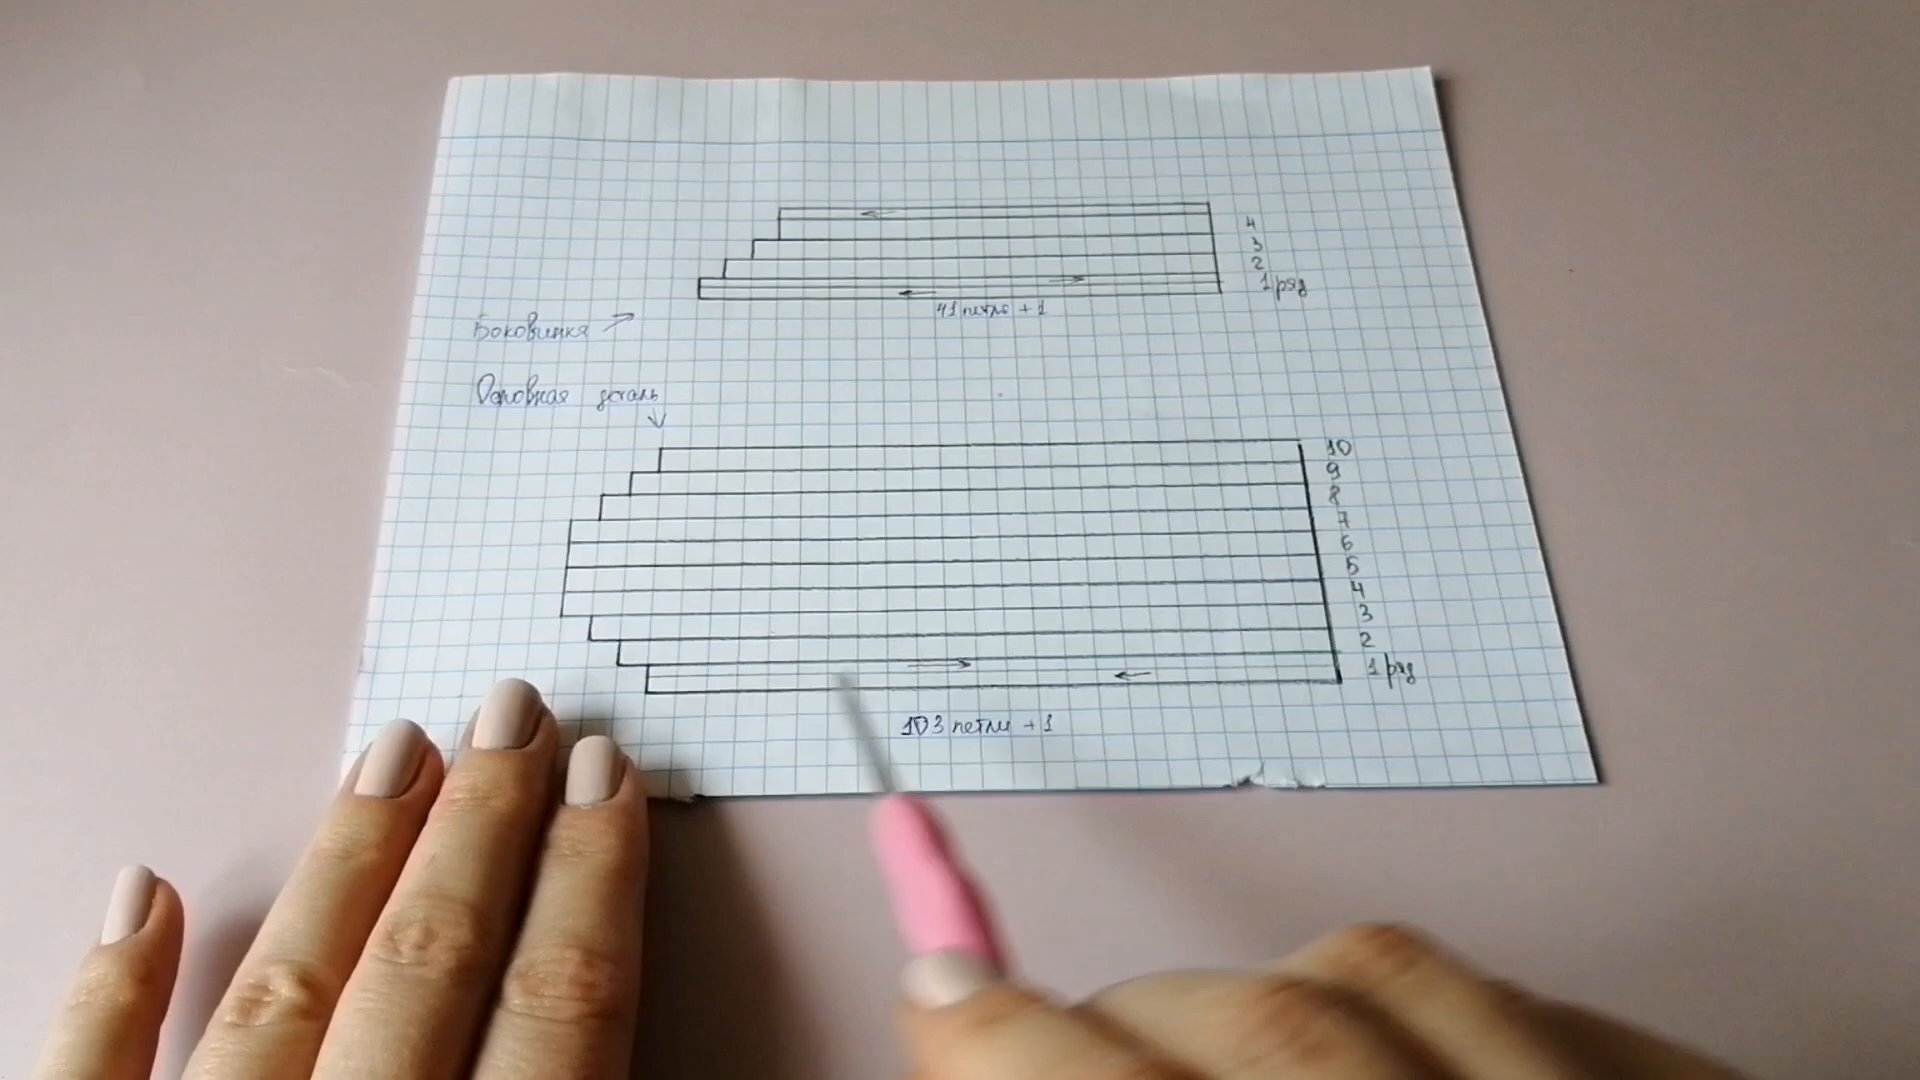 4
3
2
1 ряд
41 петля + 1
Боковинка
Основная деталь
10
9
8
7
6
5
4
3
2
1 ряд
103 петли + 1